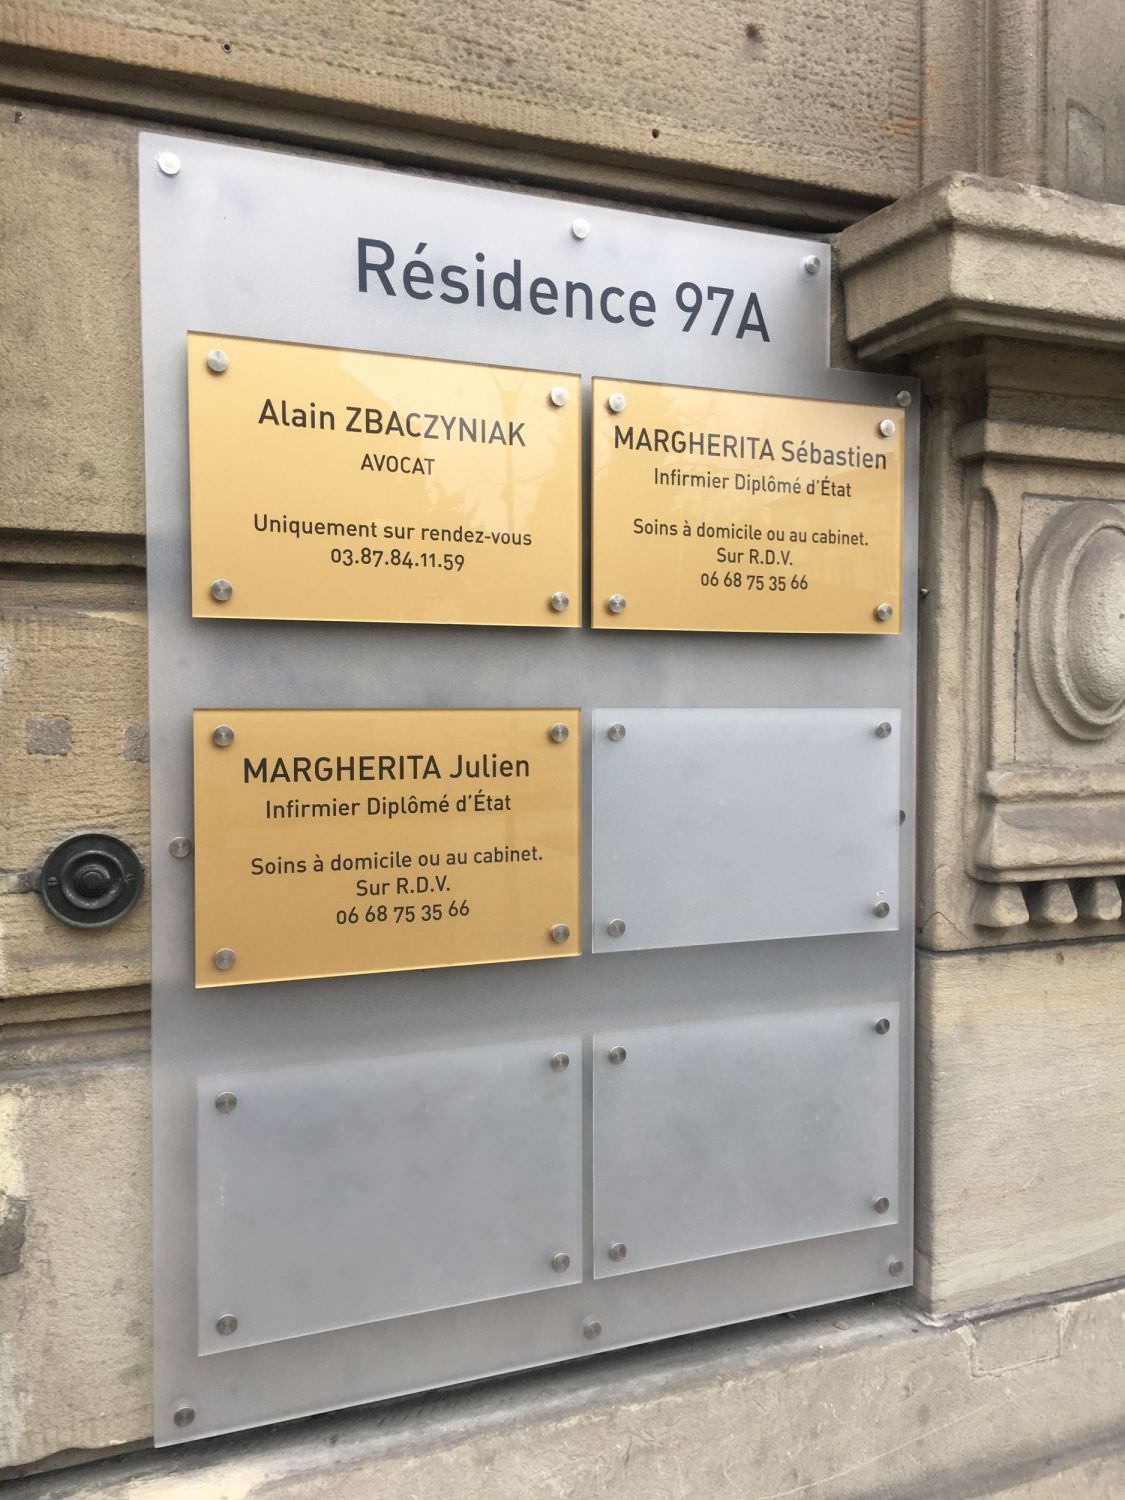 Résidence 97A
Alain ZBACZYNIAK
AVOCAT
Uniquement sur rendez-vous
03.87.84.11.59
MARGHERITA Sébastien
Infirmier Diplômé d'État
Soins à domicile ou au cabinet.
Sur R.D.V.
06 68 75 35 66
MARGHERITA Julien
Infirmier Diplômé d'État
Soins à domicile ou au cabinet.
Sur R.D.V.
06 68 75 35 66